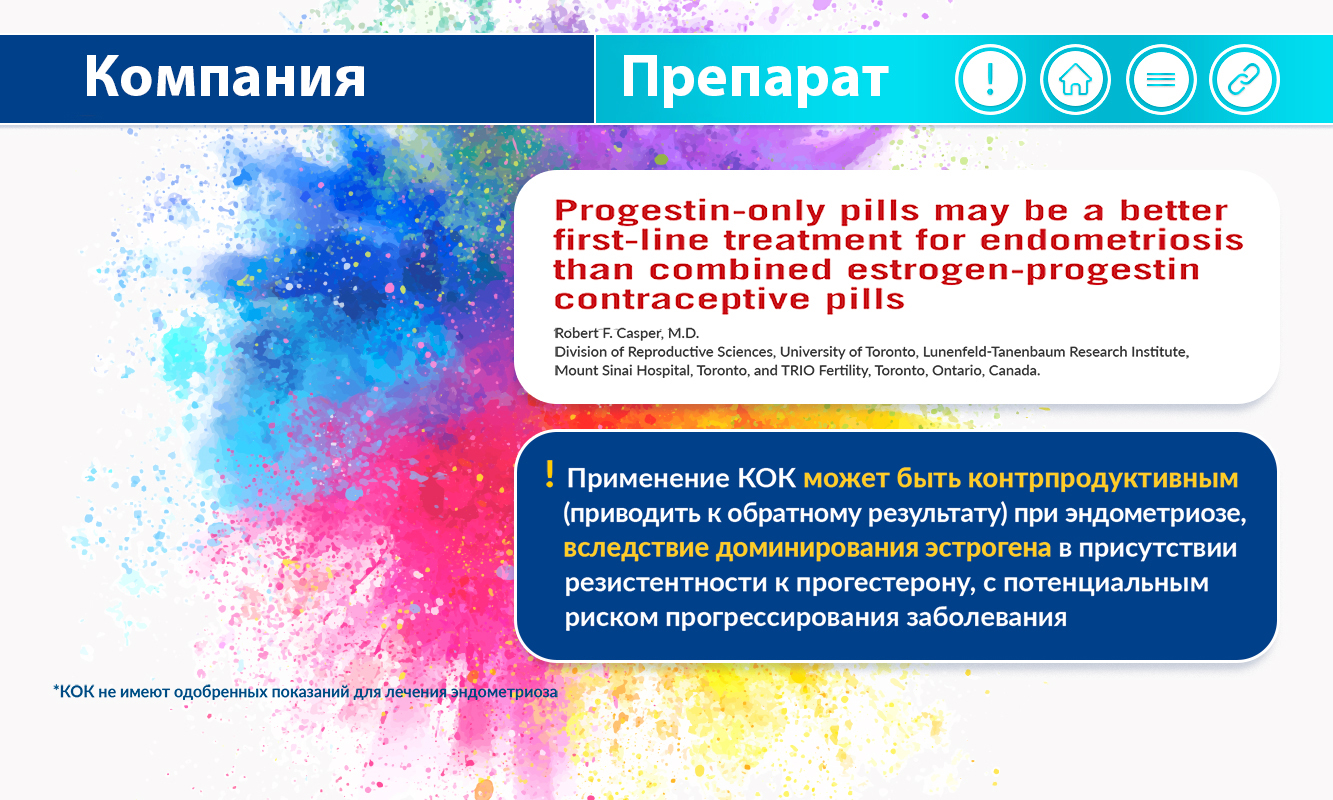 Компания
Препарат
Progestin-only pills may be a better
first-line treatment for endometriosis
than combined estrogen-progestin
contraceptive pills
Robert F. Casper, M.D.
Division of Reproductive Sciences, University of Toronto, Lunenfeld-Tanenbaum Research Institute,
Mount Sinai Hospital, Toronto, and TRIO Fertility, Toronto, Ontario, Canada.
! Применение КОК может быть контрпродуктивным
(приводить к обратному результату) при эндометриозе,
вследствие доминирования эстрогена в присутствии
резистентности к прогестерону, с потенциальным
риском прогрессирования заболевания
*КОК не имеют одобренных показаний для лечения эндометриоза